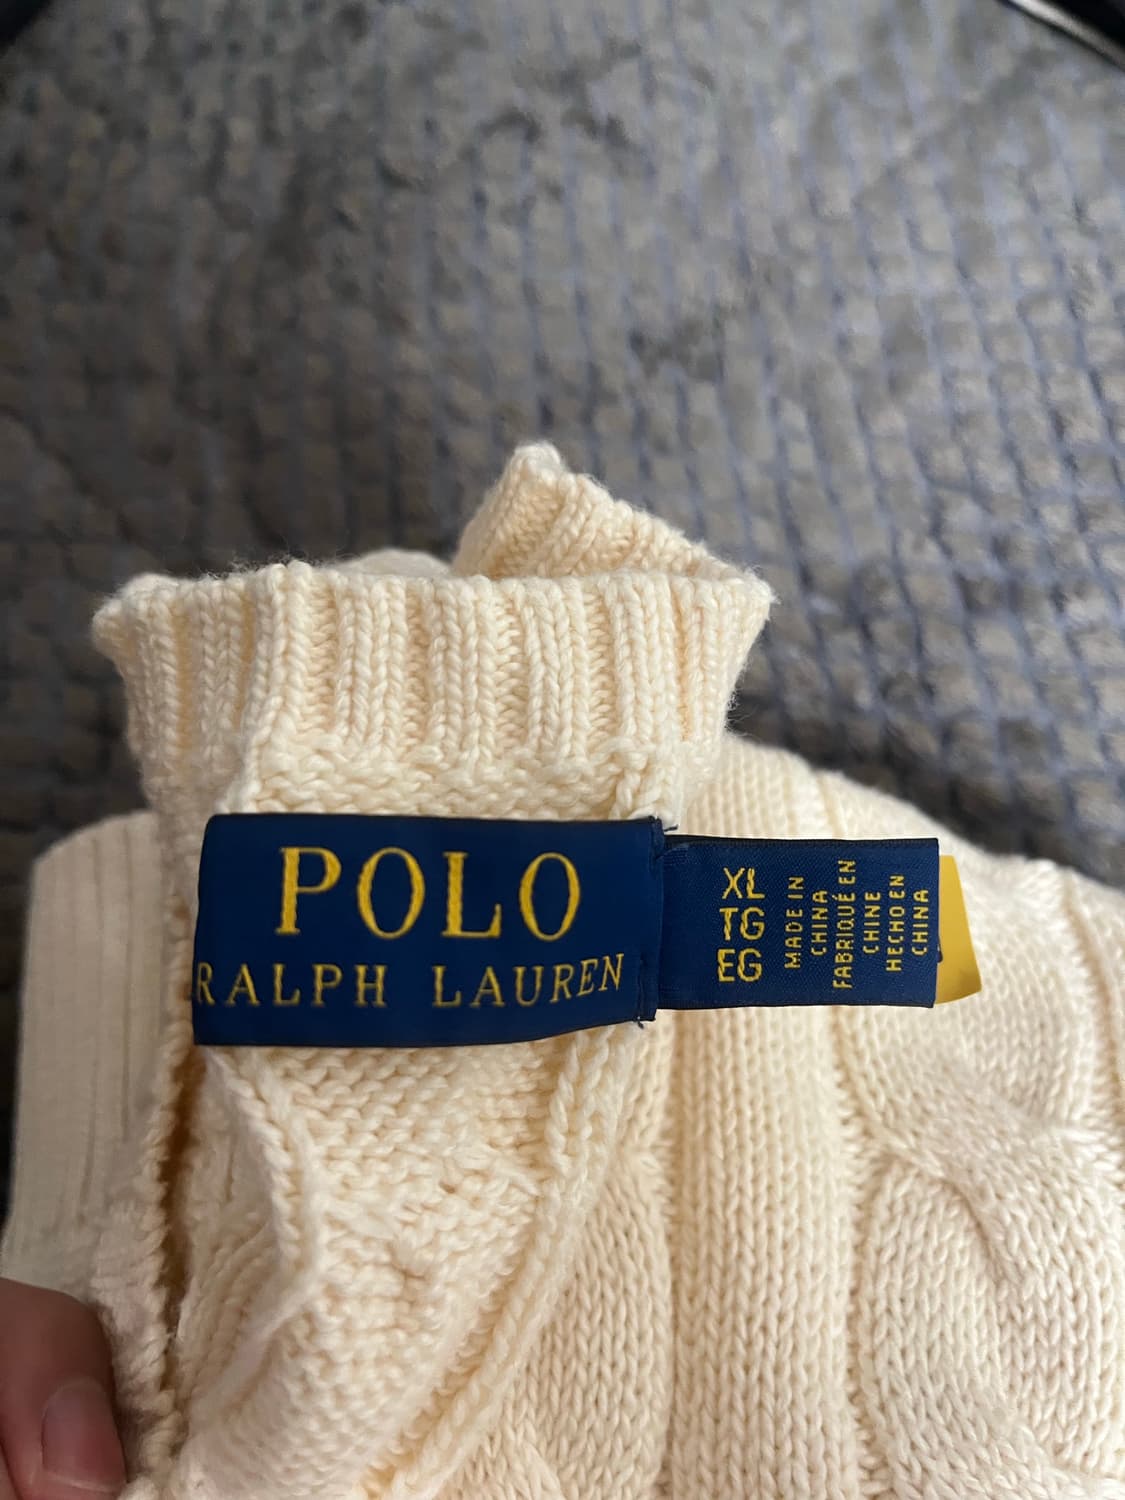 POLO
RALPH LAUREN
XL
TG
EG
MADE IN
CHINA
FABRIQUÉ EN
CHINE
HECHO EN
CHINA